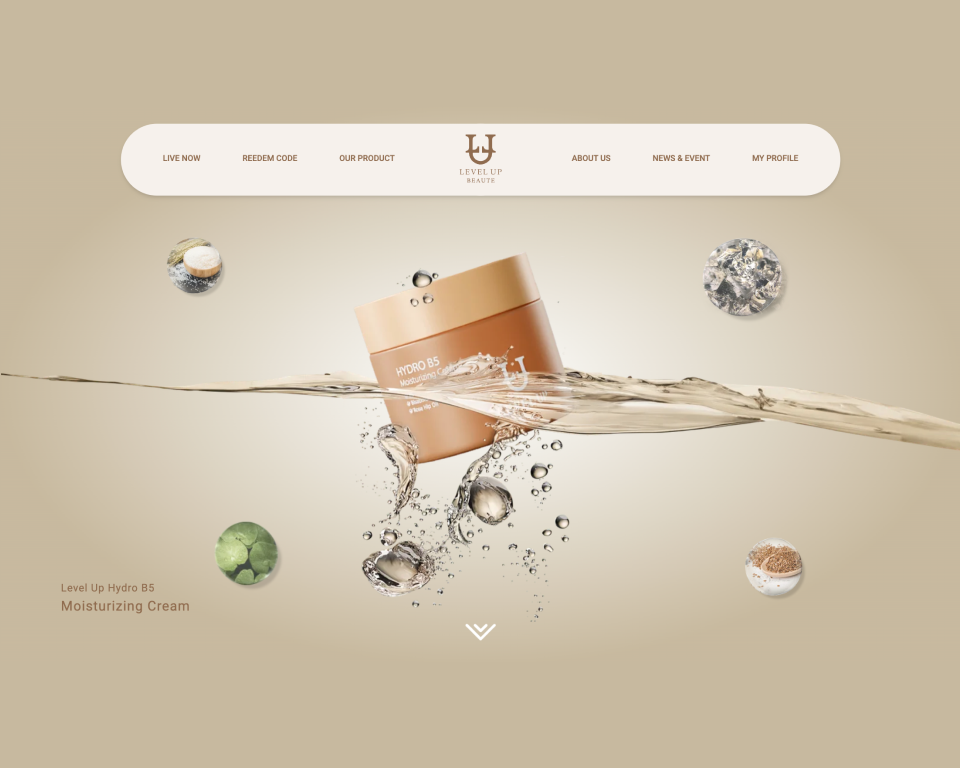 LIVE NOW
REEDEM CODE
OUR PRODUCT
LEVEL UP
BEAUTE
ABOUT US
NEWS & EVENT
MY PROFILE
HYDRO B5
Moisturizing
Level Up Hydro B5
Moisturizing Cream